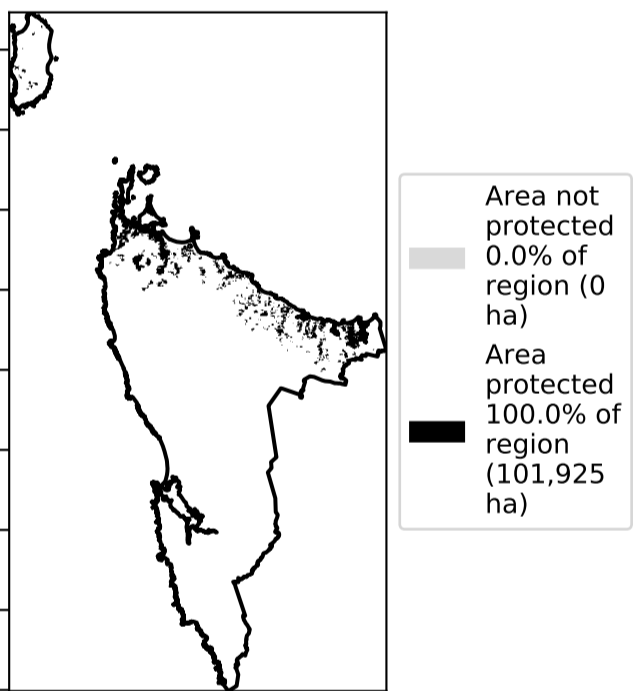 Area not
protected
0.0% of
region (0
ha)
Area
protected
100.0% of
region
(101,925
ha)